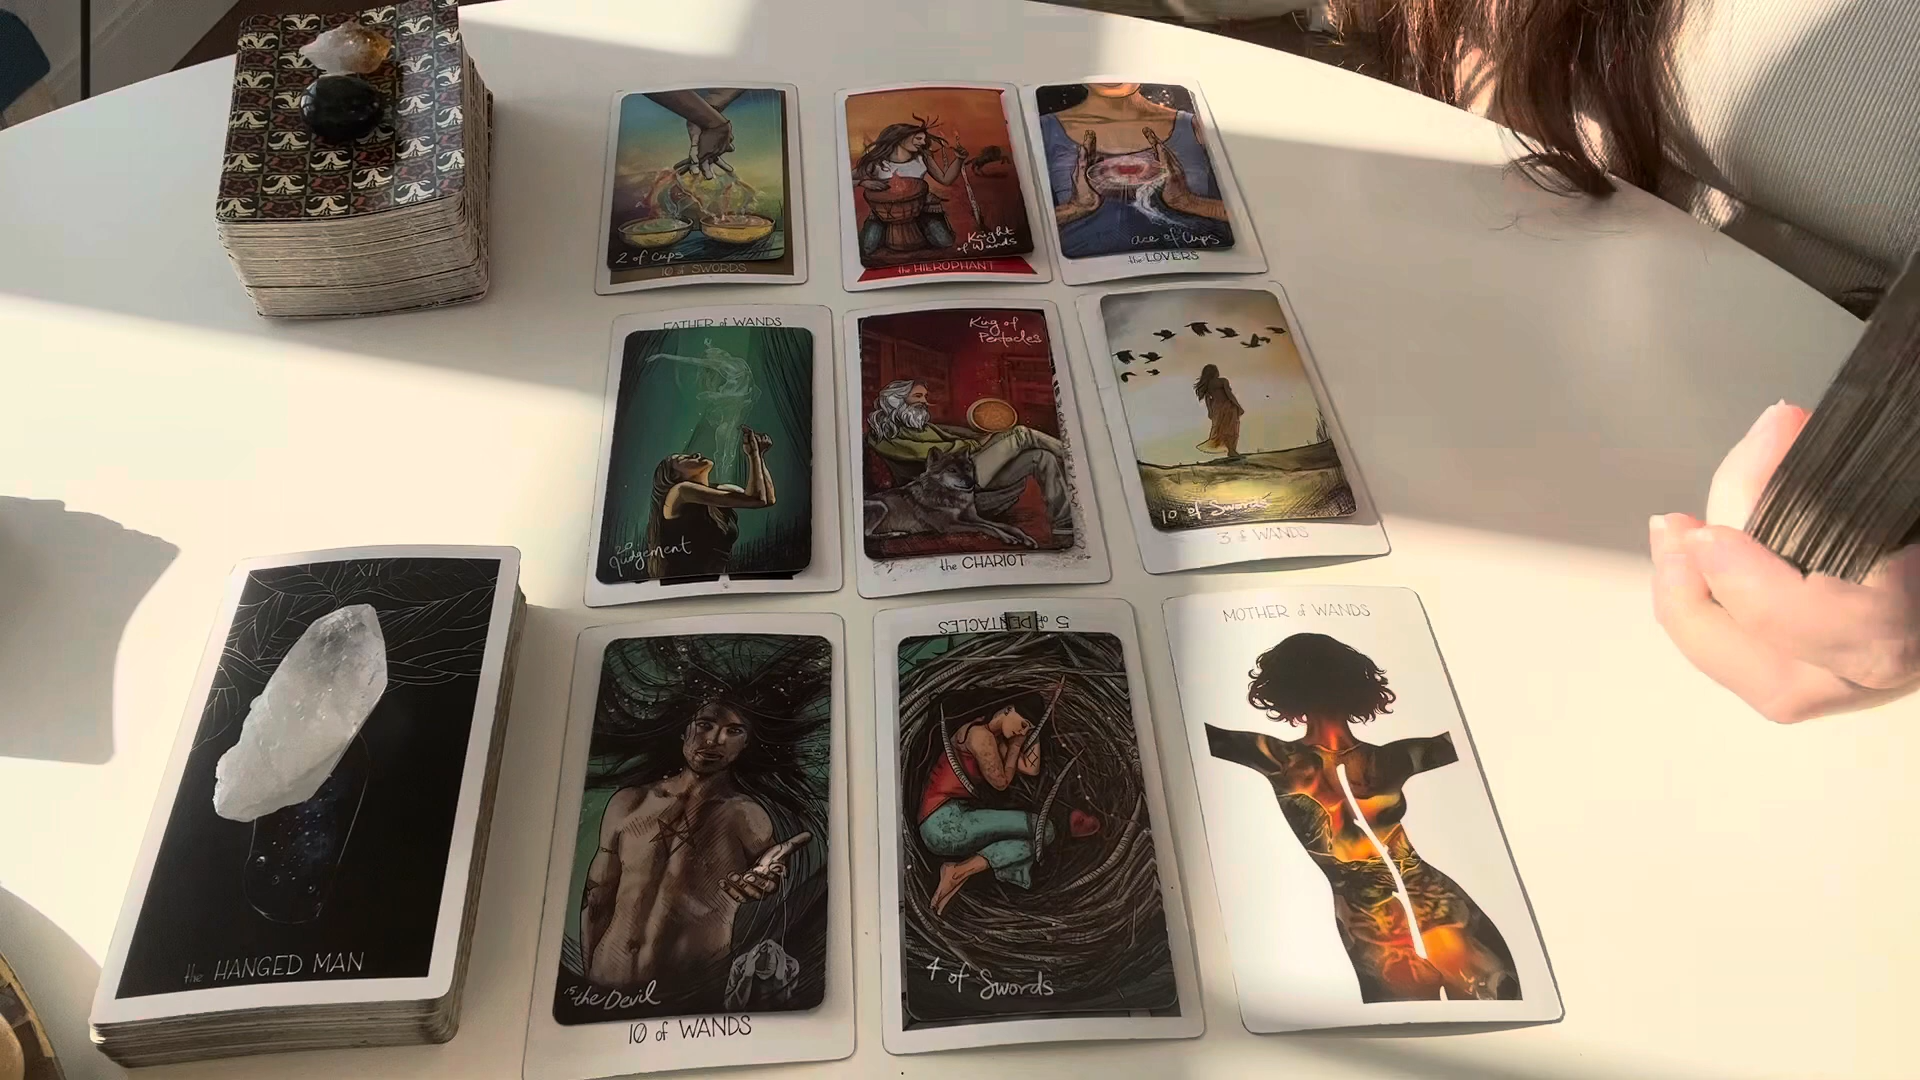 2 of cups
10 of SWORDS
Knight
of Wands
the HIEROPHANT
ace of Cups
the LOVERS
FATHER of WANDS
20
Judgement
King of
Pentacles
the CHARIOT
10 of Swords
3 of WANDS
XII
the HANGED MAN
15 the Devil
10 of WANDS
5 of PENTACLES
4 of Swords
MOTHER of WANDS